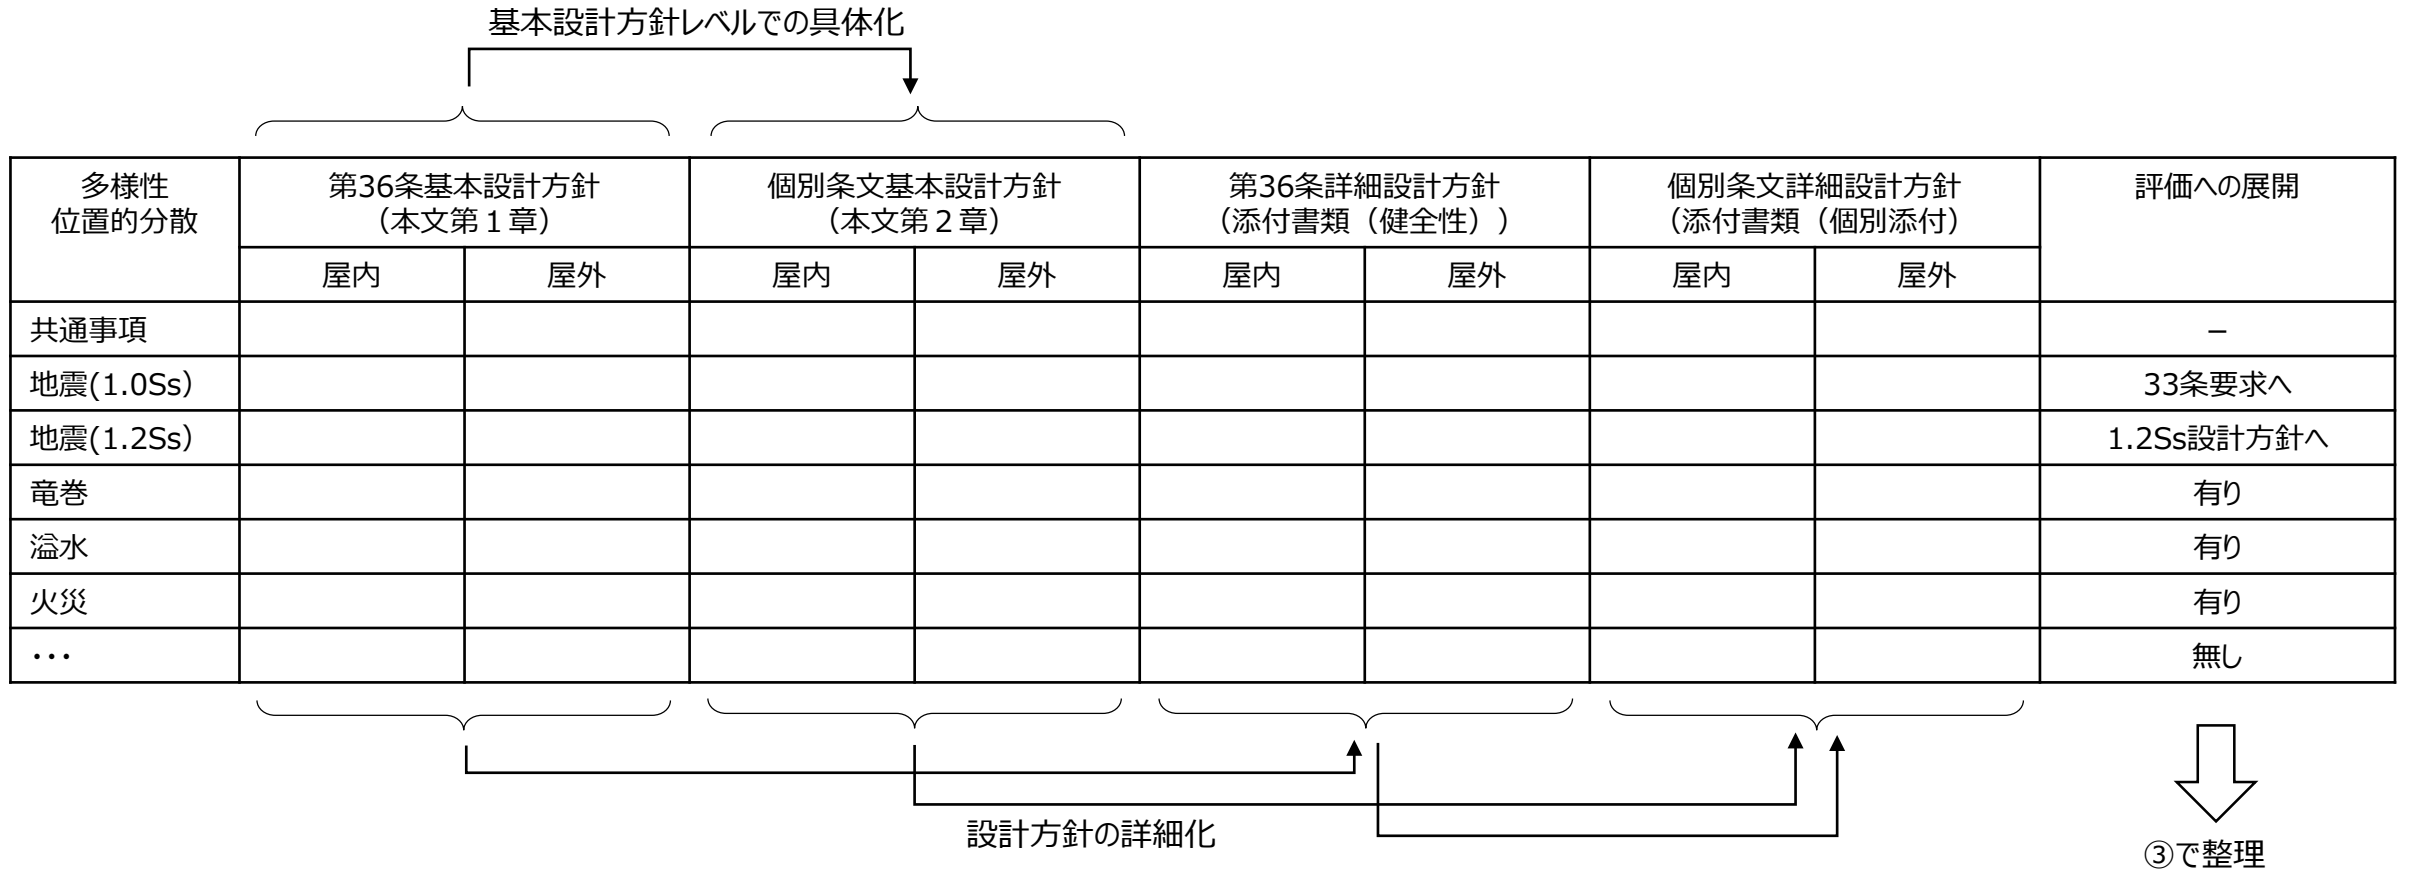 基本設計方針レベルでの具体化
多様性
位置的分散
第36条基本設計方針
（本文第１章）
個別条文基本設計方針
（本文第２章）
第36条詳細設計方針
（添付書類（健全性））
個別条文詳細設計方針
（添付書類（個別添付）
評価への展開
屋内
屋外
屋内
屋外
屋内
屋外
屋内
屋外
共通事項
－
地震(1.0Ss）
33条要求へ
地震(1.2Ss）
1.2Ss設計方針へ
竜巻
有り
溢水
有り
火災
有り
・・・
無し
設計方針の詳細化
③で整理